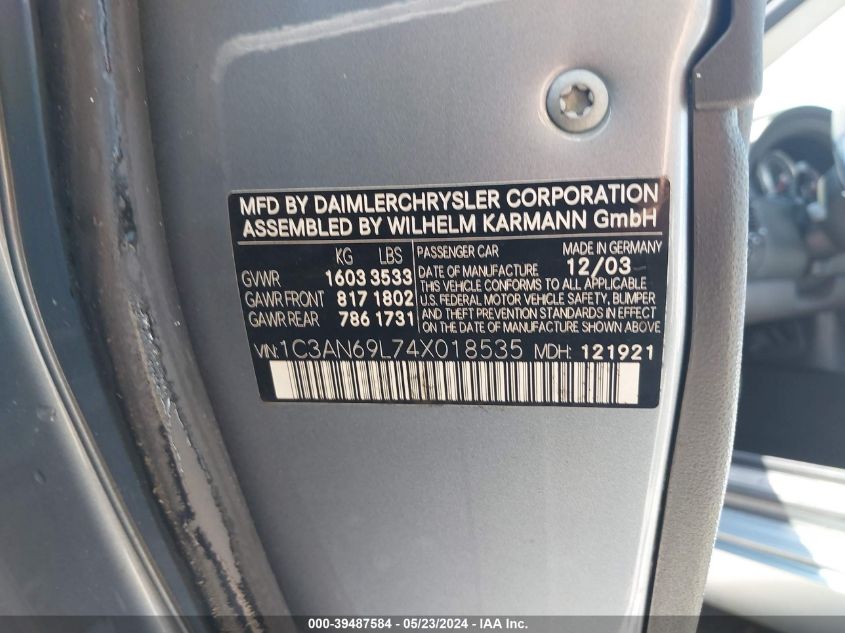 MFD BY DAIMLERCHRYSLER CORPORATION
ASSEMBLED BY WILHELM KARMANN GmbH
KG LBS
GVWR 1603 3533
GAWR FRONT 817 1802
GAWR REAR 786 1731
PASSENGER CAR MADE IN GERMANY
DATE OF MANUFACTURE 12/03
THIS VEHICLE CONFORMS TO ALL APPLICABLE
U.S. FEDERAL MOTOR VEHICLE SAFETY, BUMPER
AND THEFT PREVENTION STANDARDS IN EFFECT
ON THE DATE OF MANUFACTURE SHOWN ABOVE
VIN: 1C3AN69L74X018535 MDH: 121921
000-39487584 - 05/23/2024 - IAAI.COM